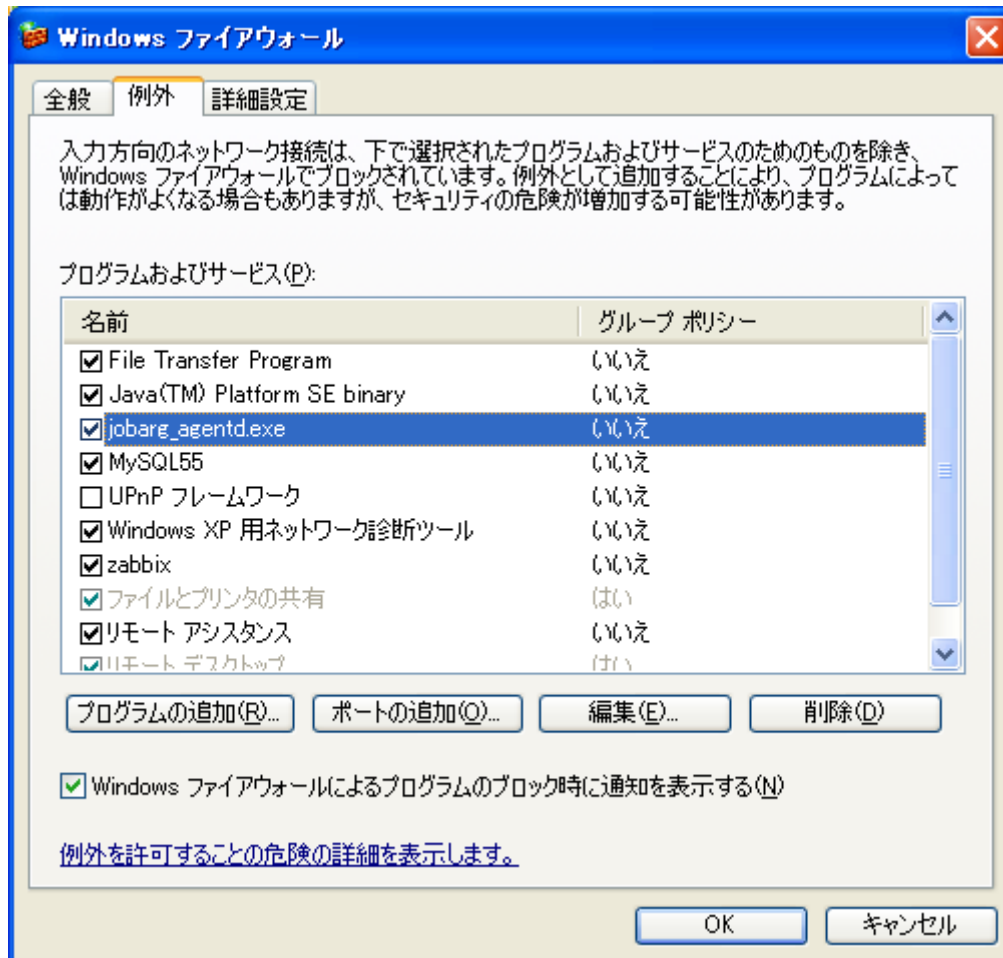 Windows ファイアウォール
全般 例外 詳細設定
入力方向のネットワーク接続は、下で選択されたプログラムおよびサービスのためのものを除き、
Windows ファイアウォールでブロックされています。例外として追加することにより、プログラムによって
は動作がよくなる場合もありますが、セキュリティの危険が増加する可能性があります。
プログラムおよびサービス(P):
名前 グループ ポリシー
File Transfer Program いいえ
Java(TM) Platform SE binary いいえ
jobarg_agentd.exe いいえ
MySQL55 いいえ
UPnP フレームワーク いいえ
Windows XP 用ネットワーク診断ツール いいえ
zabbix いいえ
ファイルとプリンタの共有 はい
リモート アシスタンス いいえ
リモート デスクトップ はい
プログラムの追加(R)... ポートの追加(O)... 編集(E)... 削除(D)
Windows ファイアウォールによるプログラムのブロック時に通知を表示する(N)
例外を許可することの危険の詳細を表示します。
OK キャンセル